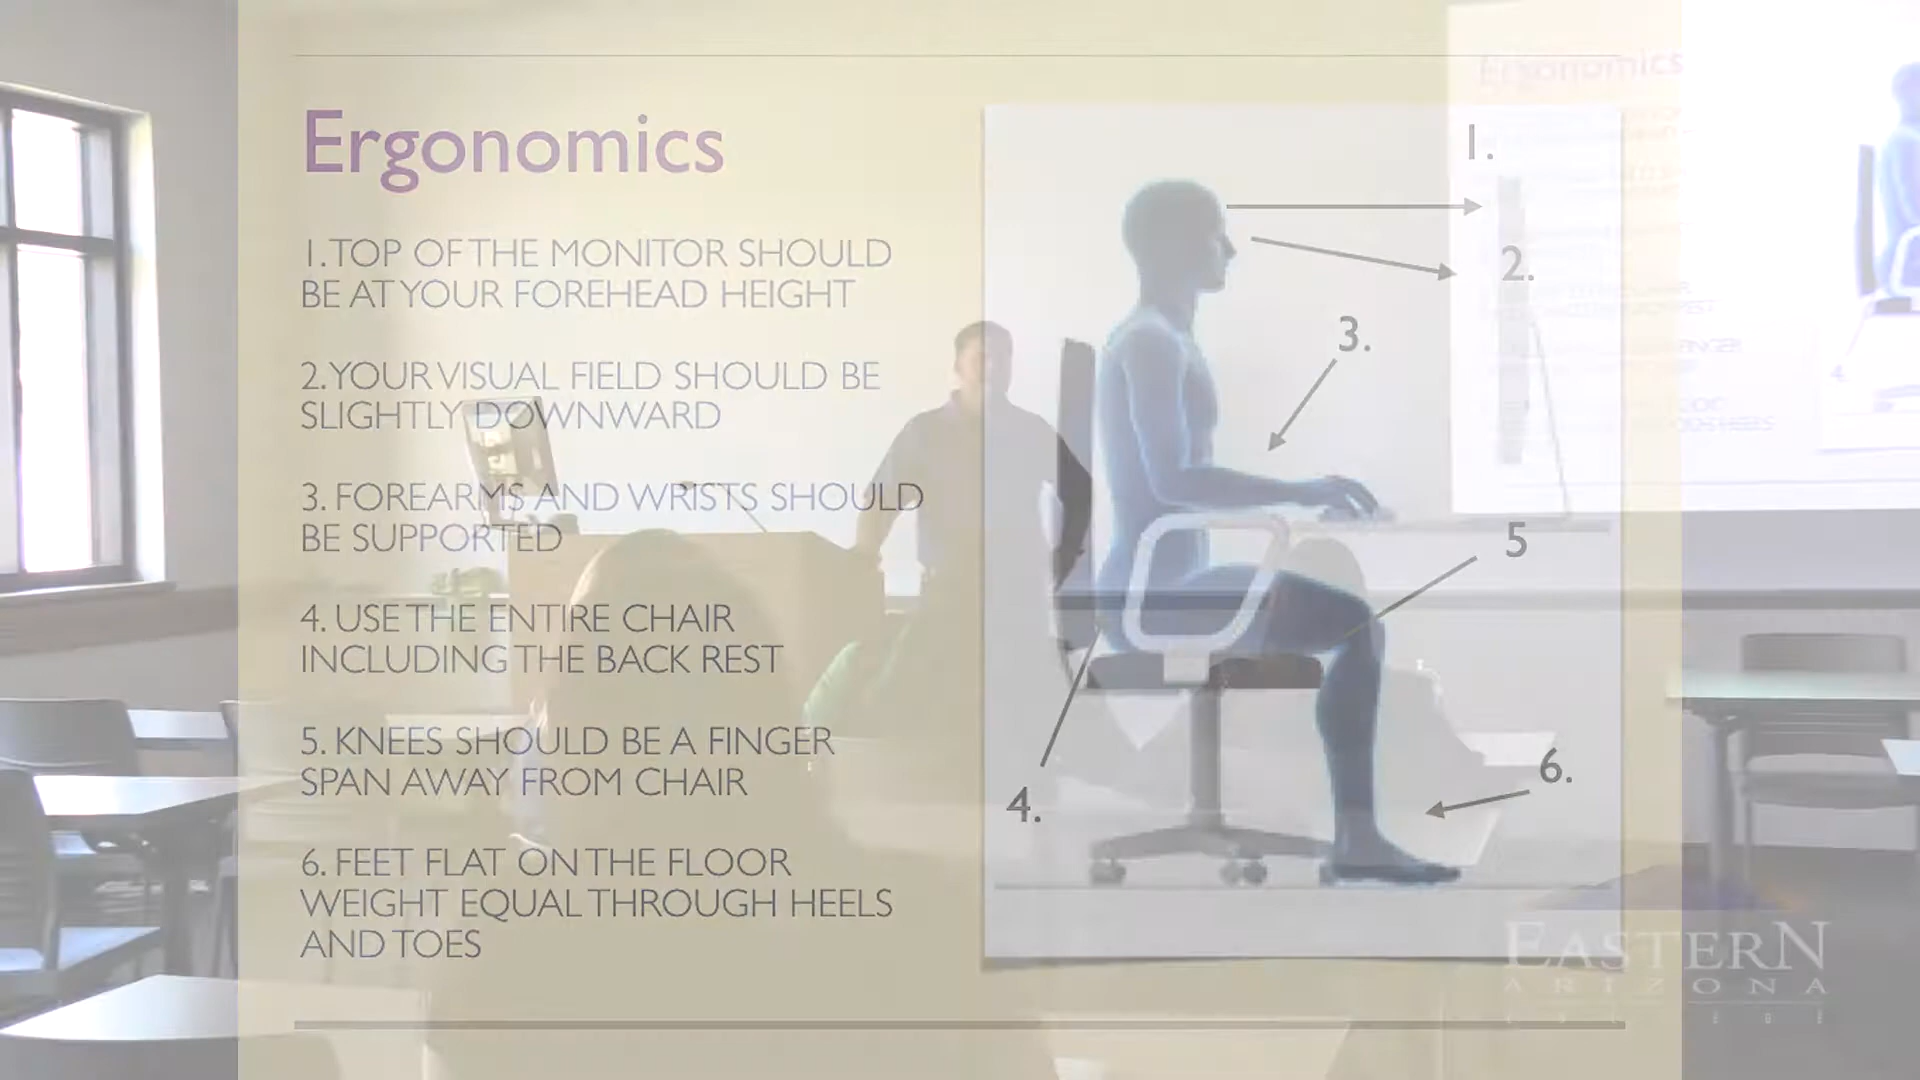 Ergonomics
1. TOP OF THE MONITOR SHOULD
BE AT YOUR FOREHEAD HEIGHT
2. YOUR VISUAL FIELD SHOULD BE
SLIGHTLY DOWNWARD
3. FOREARMS AND WRISTS SHOULD
BE SUPPORTED
4. USE THE ENTIRE CHAIR
INCLUDING THE BACK REST
5. KNEES SHOULD BE A FINGER
SPAN AWAY FROM CHAIR
6. FEET FLAT ON THE FLOOR
WEIGHT EQUAL THROUGH HEELS
AND TOES
1.
2.
3.
5
4.
6.
Ergonomics
EASTERN
ARIZONA